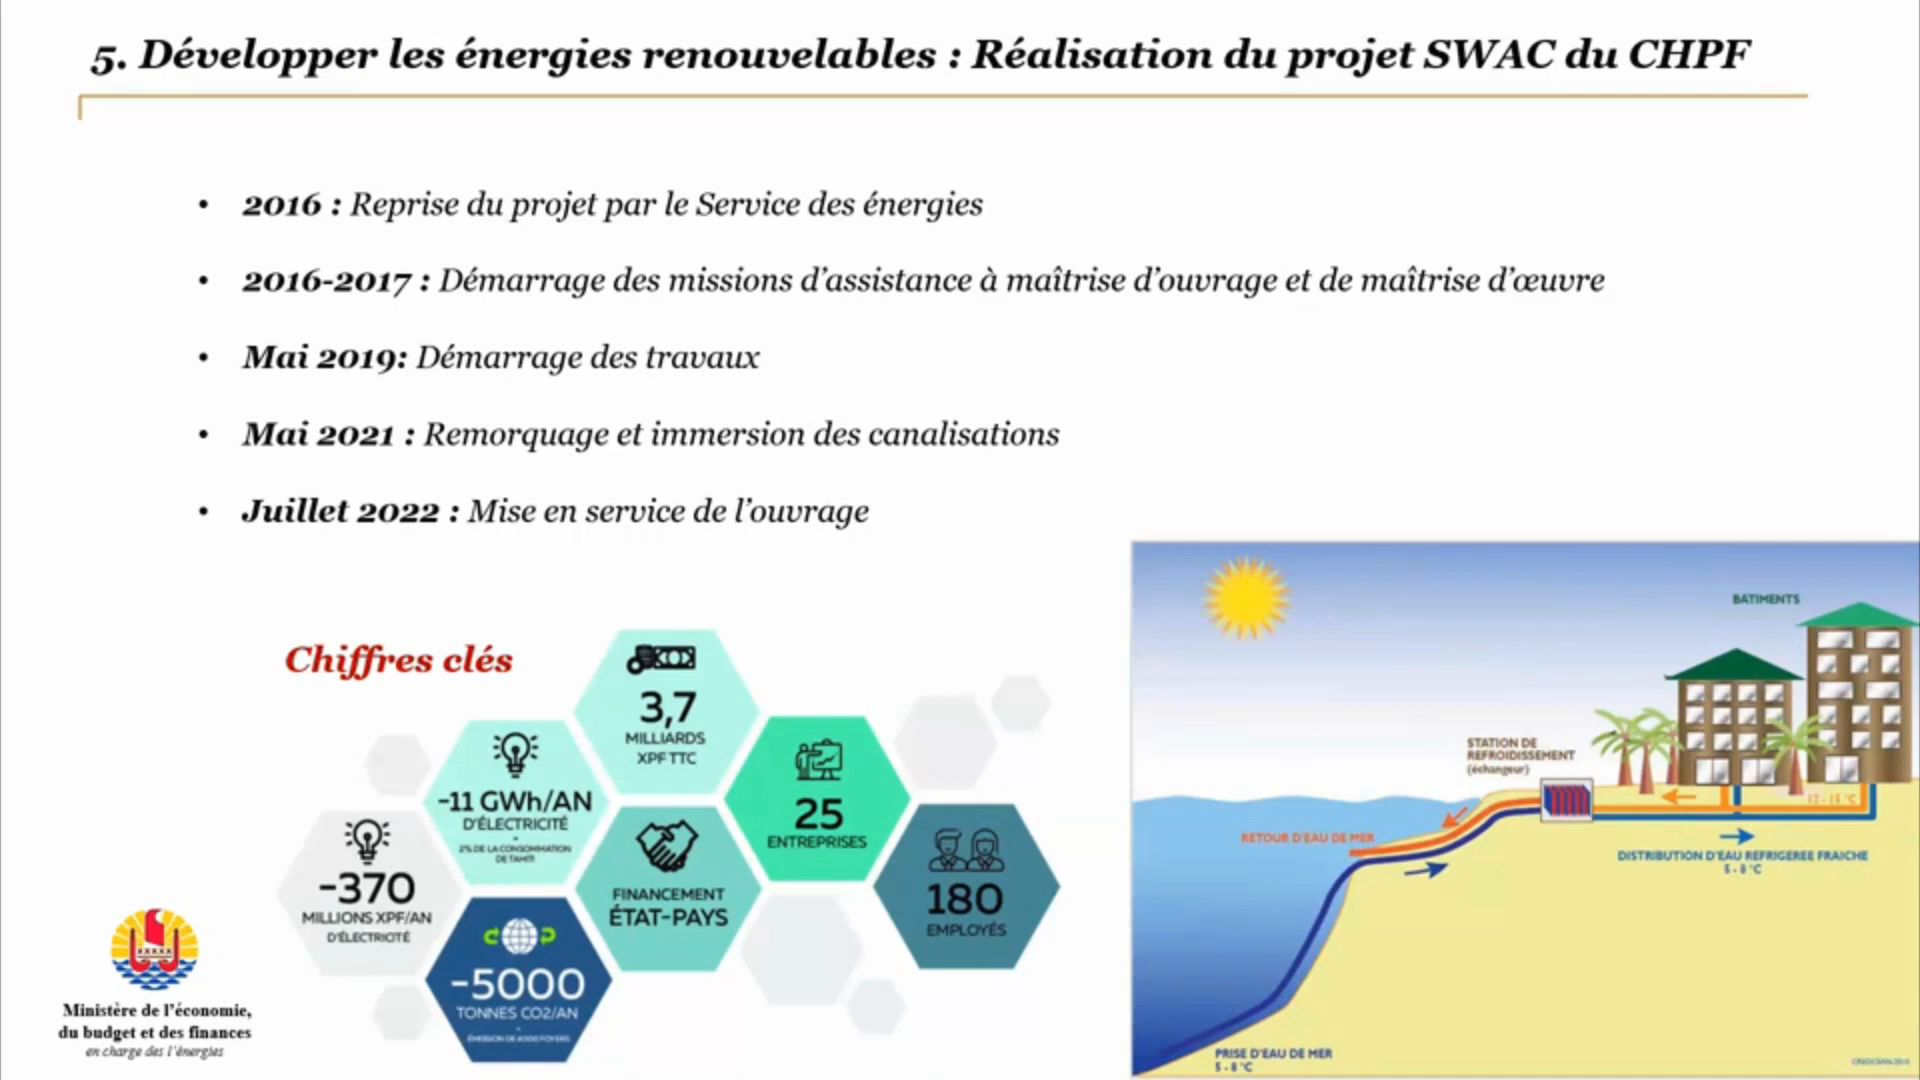 5. Développer les énergies renouvelables : Réalisation du projet SWAC du CHPF
• 2016 : Reprise du projet par le Service des énergies
• 2016-2017 : Démarrage des missions d’assistance à maîtrise d’ouvrage et de maîtrise d’œuvre
• Mai 2019: Démarrage des travaux
• Mai 2021 : Remorquage et immersion des canalisations
• Juillet 2022 : Mise en service de l’ouvrage
Chiffres clés
3,7
MILLIARDS
XPF TTC
-11 GWh/AN
D'ÉLECTRICITÉ
-
2% DE LA CONSOMMATION
DE TAHITI
25
ENTREPRISES
-370
MILLIONS XPF/AN
D'ÉLECTRICITÉ
FINANCEMENT
ÉTAT-PAYS
180
EMPLOYÉS
-5000
TONNES CO2/AN
-
Ministère de l’économie,
du budget et des finances
en charge des l’énergies
BATIMENTS
STATION DE
REFROIDISSEMENT
(échangeur)
12 - 15 °C
RETOUR D'EAU DE MER
DISTRIBUTION D'EAU REFRIGEREE FRAICHE
5 - 8 °C
PRISE D'EAU DE MER
5 - 8 °C